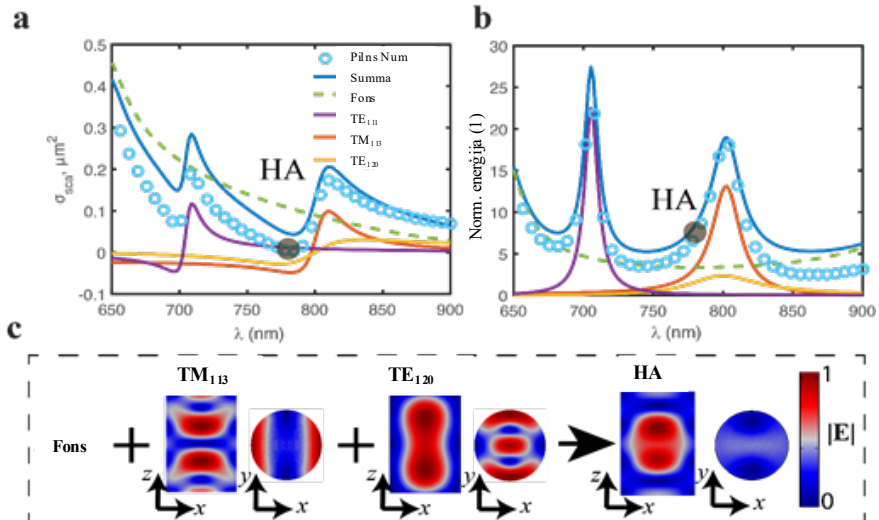 a
0.5
0.4
0.3
0.2
0.1
0
-0.1
σsca, μm²
650 700 750 800 850 900
λ (nm)
HA
Pilns Num
Summa
Fons
TE₁₁₁
TM₁₁₃
TE₁₂₀
b
30
25
20
15
10
5
0
Norm. enerģija (1)
650 700 750 800 850 900
λ (nm)
HA
c
TM₁₁₃ TE₁₂₀ HA
Fons + + 
z y z y z y
x x x x x x
1
|E|
0